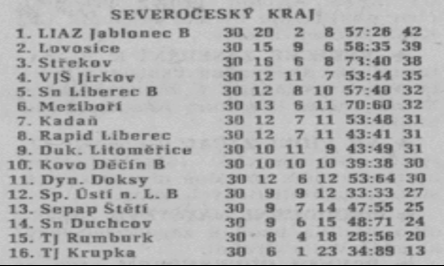 SEVEROČESKÝ KRAJ
1. LIAZ Jablonec B 30 20 2 8 57:26 42
2. Lovosice 30 15 9 6 58:35 39
3. Střekov 30 16 6 8 73:40 38
4. VJŠ Jirkov 30 12 11 7 53:44 35
5. Sn Liberec B 30 12 8 10 57:40 32
6. Meziboří 30 13 6 11 70:60 32
7. Kadaň 30 12 7 11 53:48 31
8. Rapid Liberec 30 12 7 11 43:41 31
9. Duk. Litoměřice 30 10 11 9 43:49 31
10. Kovo Děčín B 30 10 10 10 39:38 30
11. Dyn. Doksy 30 12 6 12 53:64 30
12. Sp. Ústí n. L. B 30 9 9 12 33:33 27
13. Sepap Štětí 30 9 7 14 47:55 25
14. Sn Duchcov 30 9 6 15 48:71 24
15. TJ Rumburk 30 8 4 18 28:56 20
16. TJ Krupka 30 6 1 23 34:89 13